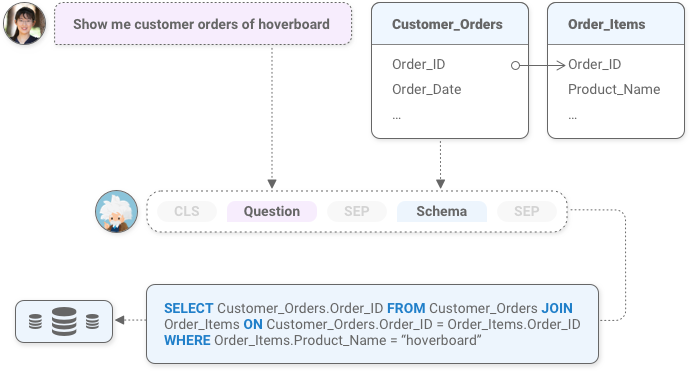 Show me customer orders of hoverboard
Customer_Orders
Order_ID
Order_Date
...
Order_Items
Order_ID
Product_Name
...
CLS
Question
SEP
Schema
SEP
SELECT Customer_Orders.Order_ID FROM Customer_Orders JOIN
Order_Items ON Customer_Orders.Order_ID = Order_Items.Order_ID
WHERE Order_Items.Product_Name = “hoverboard”